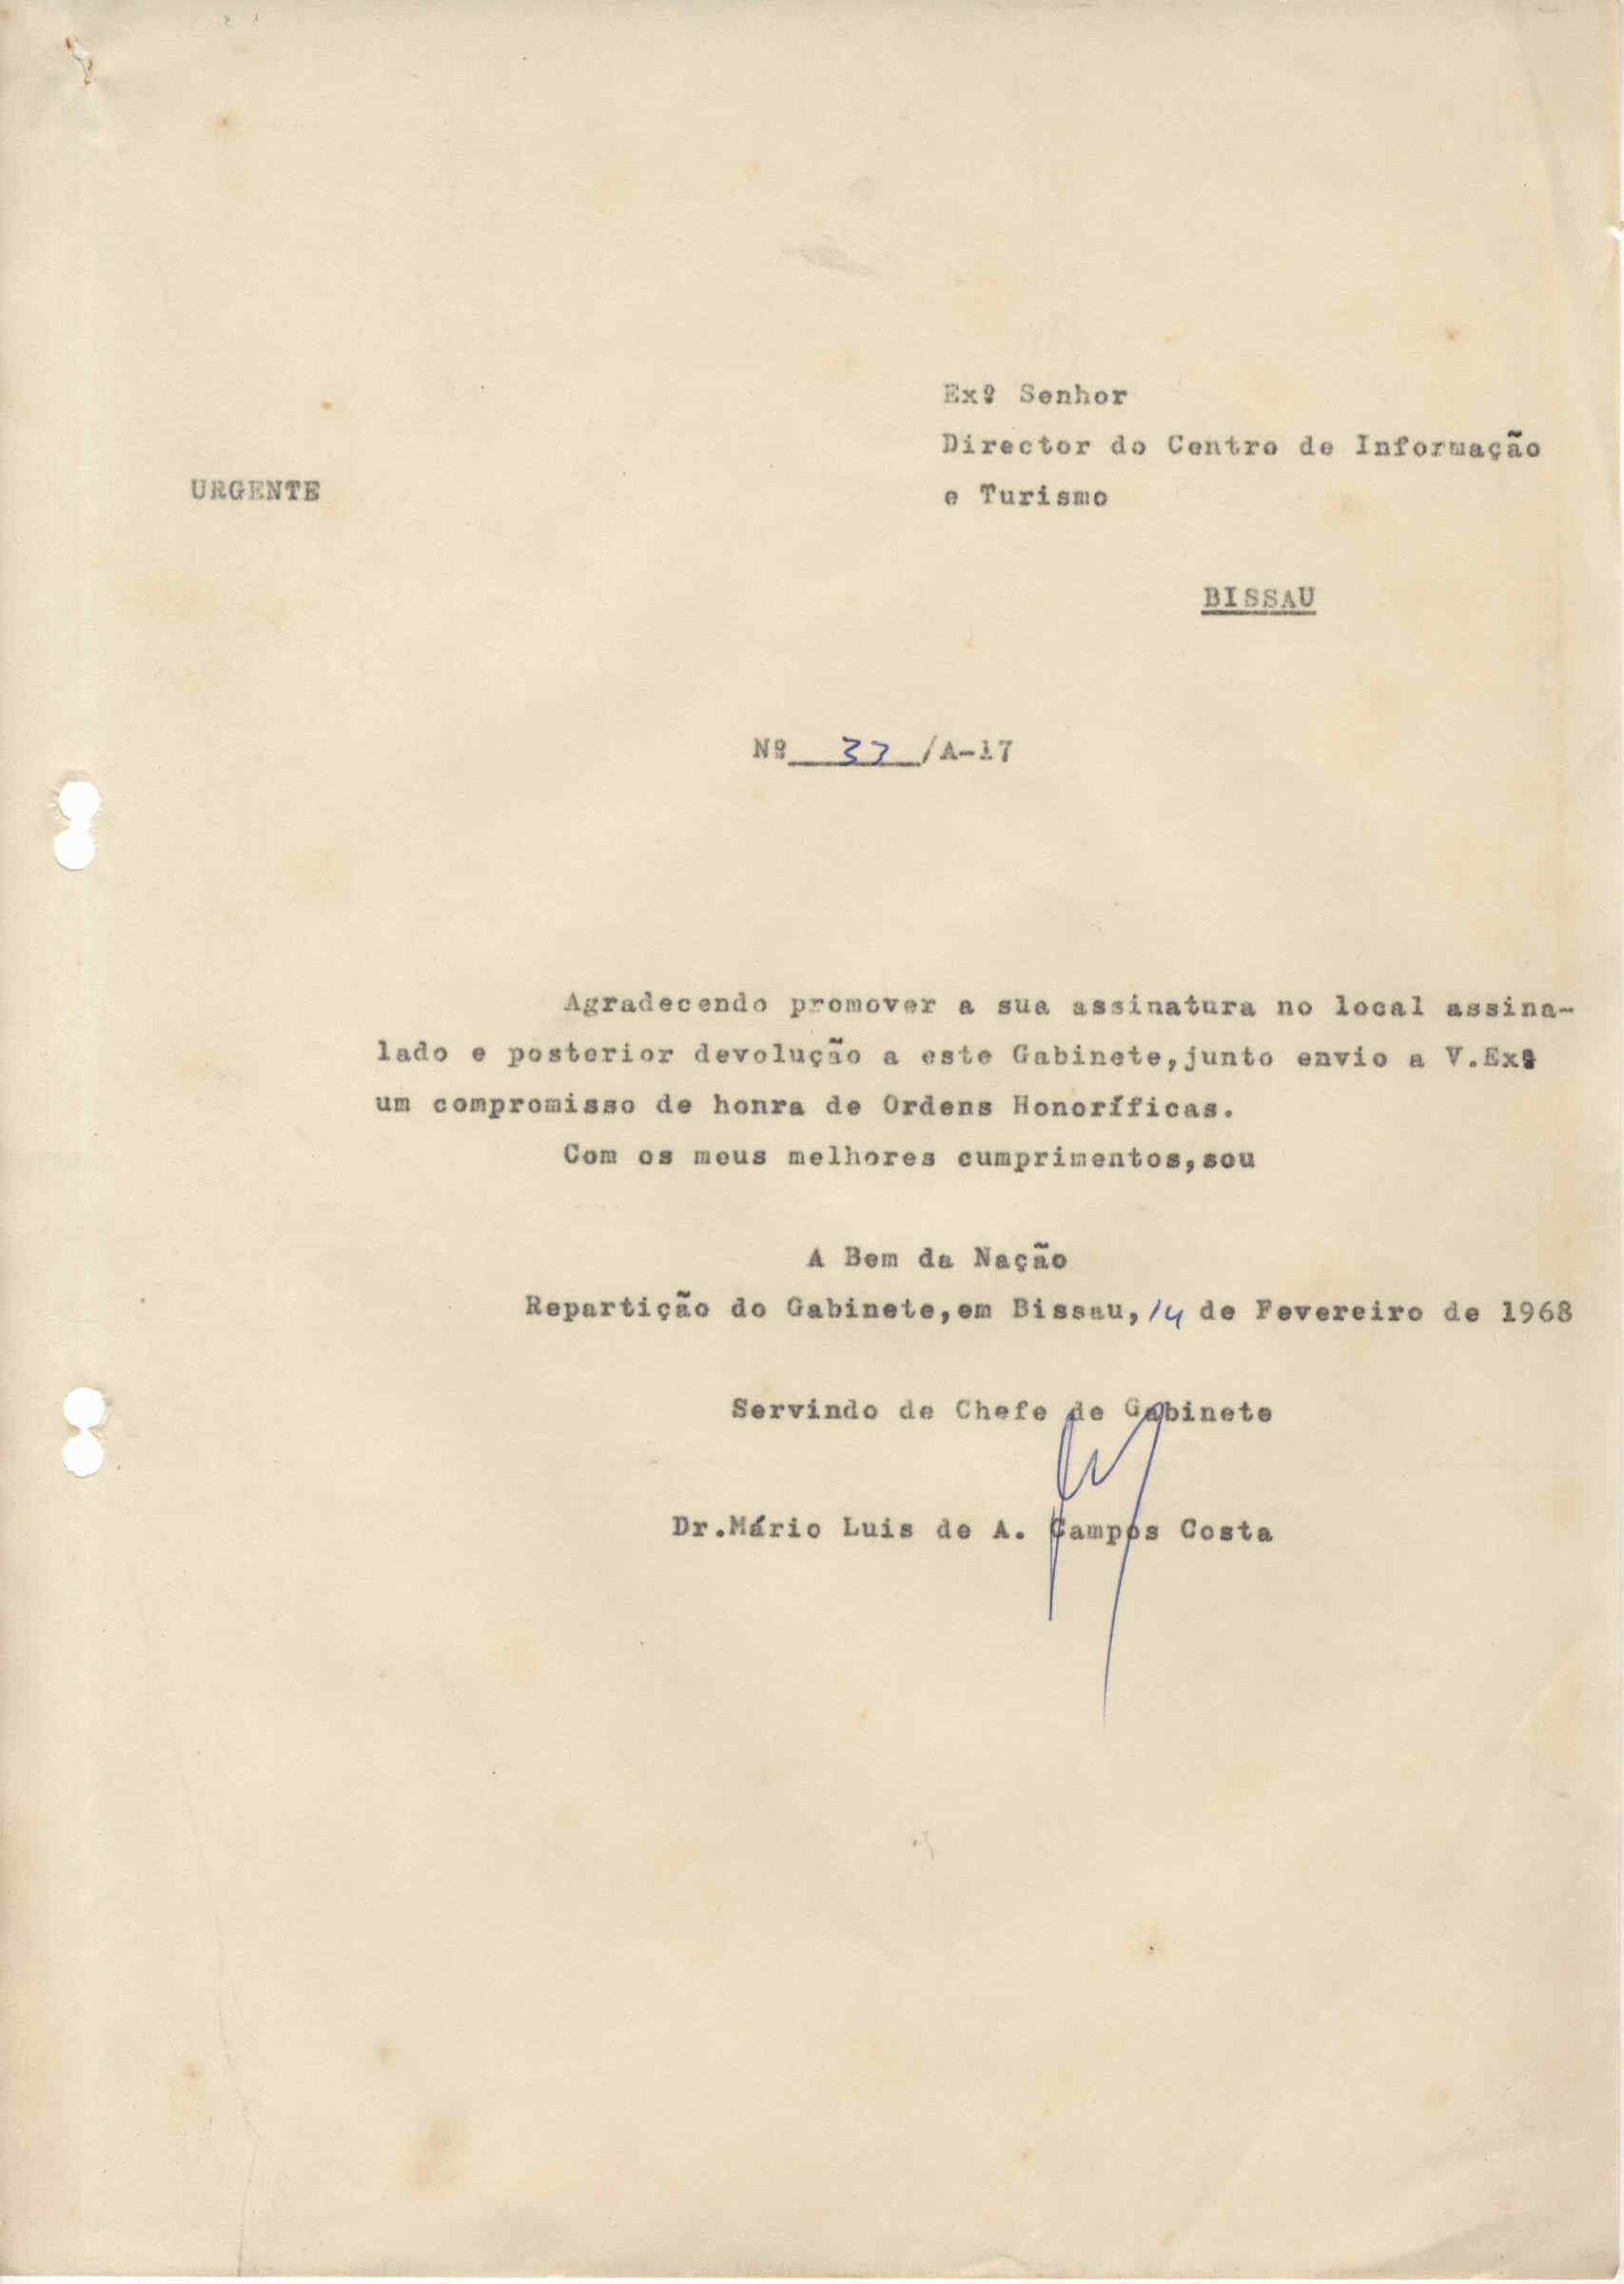 Exº Senhor
Director do Centro de Informação
URGENTE
e Turismo
BISSAU
Nº 33 /A-17
Agradecendo promover a sua assinatura no local assina-
lado e posterior devolução a este Gabinete,junto envio a V.Exª
um compromisso de honra de Ordens Honoríficas.
Com os meus melhores cumprimentos,sou
A Bem da Nação
Repartição do Gabinete,em Bissau,14 de Fevereiro de 1968
Servindo de Chefe de Gabinete
Dr.Mário Luis de A. Campos Costa